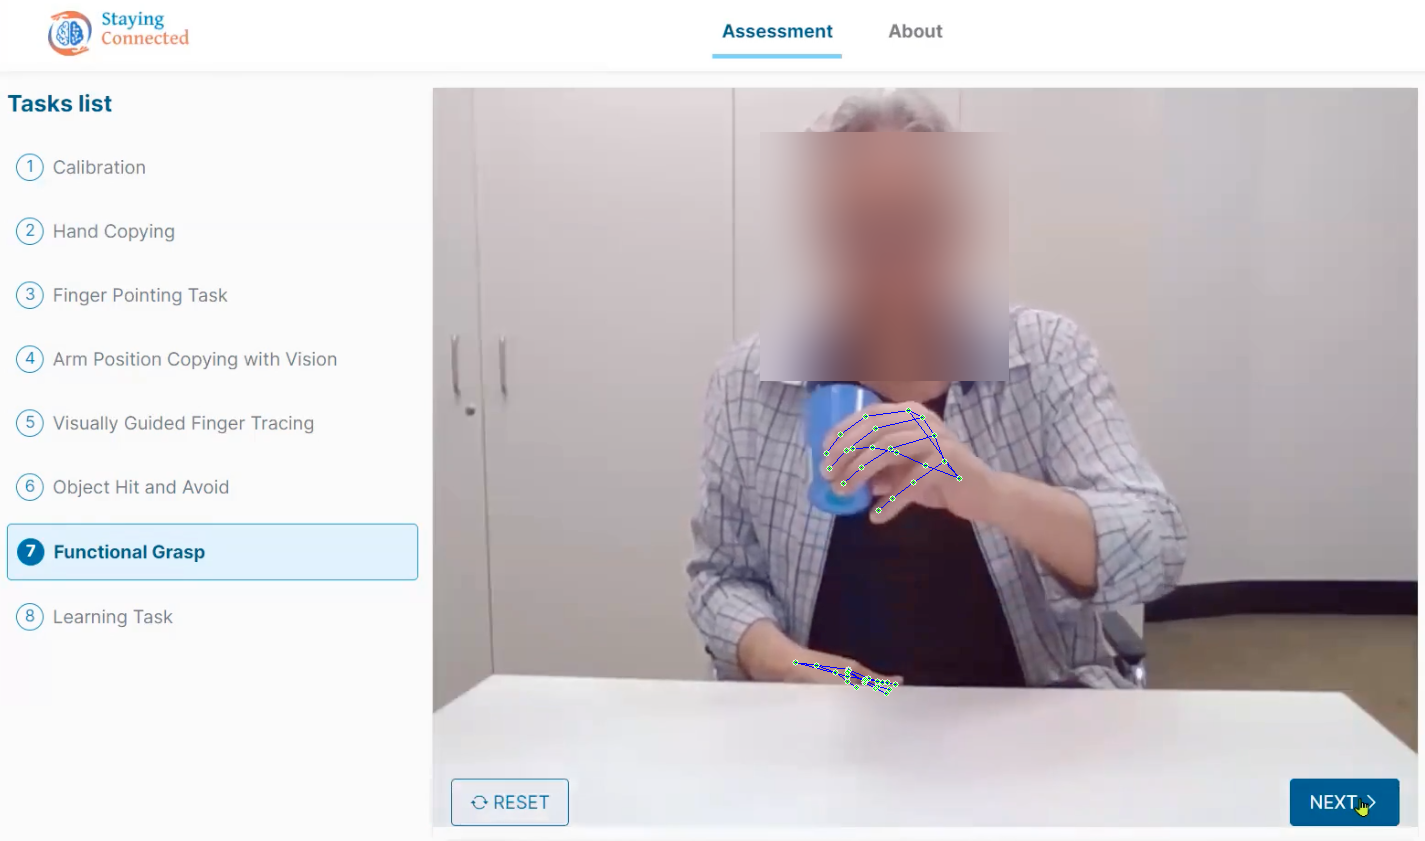 Staying
Connected
Assessment
About
Tasks list
1 Calibration
2 Hand Copying
3 Finger Pointing Task
4 Arm Position Copying with Vision
5 Visually Guided Finger Tracing
6 Object Hit and Avoid
7 Functional Grasp
8 Learning Task
RESET
NEXT